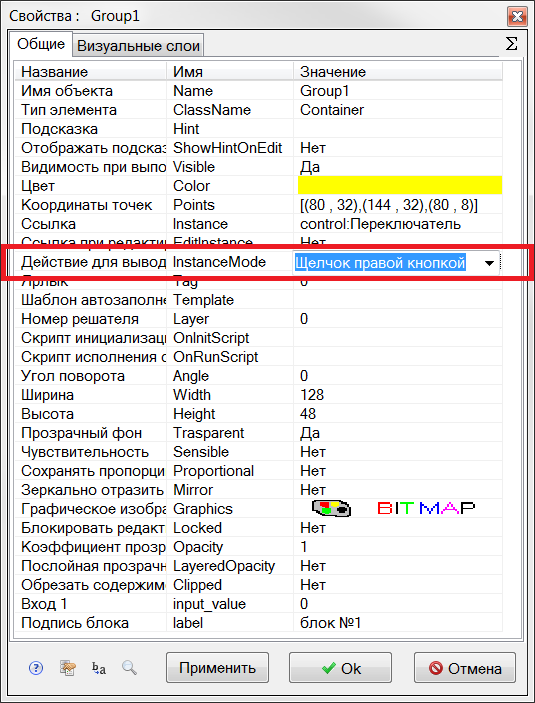 Свойства : Group1
Общие Визуальные слои Σ
Название Имя Значение
Имя объекта Name Group1
Тип элемента ClassName Container
Подсказка Hint
Отображать подсказ ShowHintOnEdit Нет
Видимость при выпо Visible Да
Цвет Color
Координаты точек Points [(80 , 32),(144 , 32),(80 , 8)]
Ссылка Instance control:Переключатель
Ссылка при редакти EditInstance Нет
Действие для вывод InstanceMode Щелчок правой кнопкой
Ярлык Tag 0
Шаблон автозаполне Template
Номер решателя Layer 0
Скрипт инициализац OnInitScript
Скрипт исполнения с OnRunScript
Угол поворота Angle 0
Ширина Width 128
Высота Height 48
Прозрачный фон Trasparent Да
Чувствительность Sensible Нет
Сохранять пропорци Proportional Нет
Зеркально отразить Mirror Нет
Графическое изобра Graphics BITMAP
Блокировать редакт Locked Нет
Коэффициент прозр Opacity 1
Послойная прозрачн LayeredOpacity Нет
Обрезать содержим Clipped Нет
Вход 1 input_value 0
Подпись блока label блок №1
? ba Применить Ok Отмена